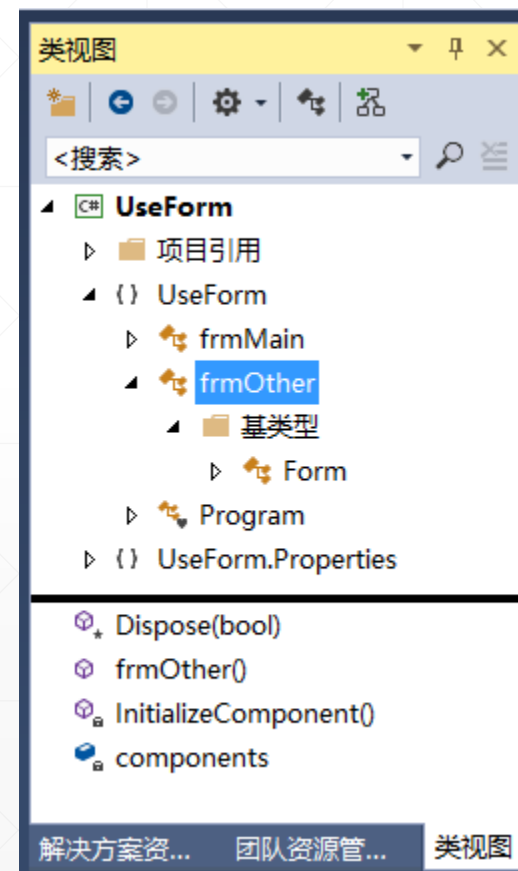 类视图
<搜索>
C# UseForm
项目引用
{} UseForm
frmMain
frmOther
基类型
Form
Program
{} UseForm.Properties
Dispose(bool)
frmOther()
InitializeComponent()
components
解决方案资... 团队资源管... 类视图